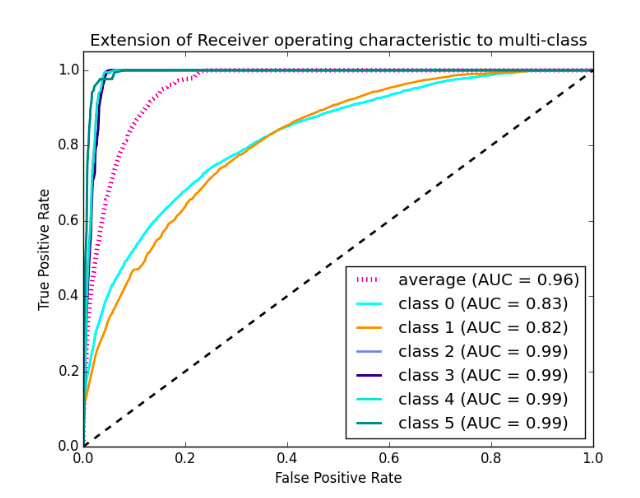 Extension of Receiver operating characteristic to multi-class
True Positive Rate
1.0
0.8
0.6
0.4
0.2
0.0
average (AUC = 0.96)
class 0 (AUC = 0.83)
class 1 (AUC = 0.82)
class 2 (AUC = 0.99)
class 3 (AUC = 0.99)
class 4 (AUC = 0.99)
class 5 (AUC = 0.99)
0.0 0.2 0.4 0.6 0.8 1.0
False Positive Rate